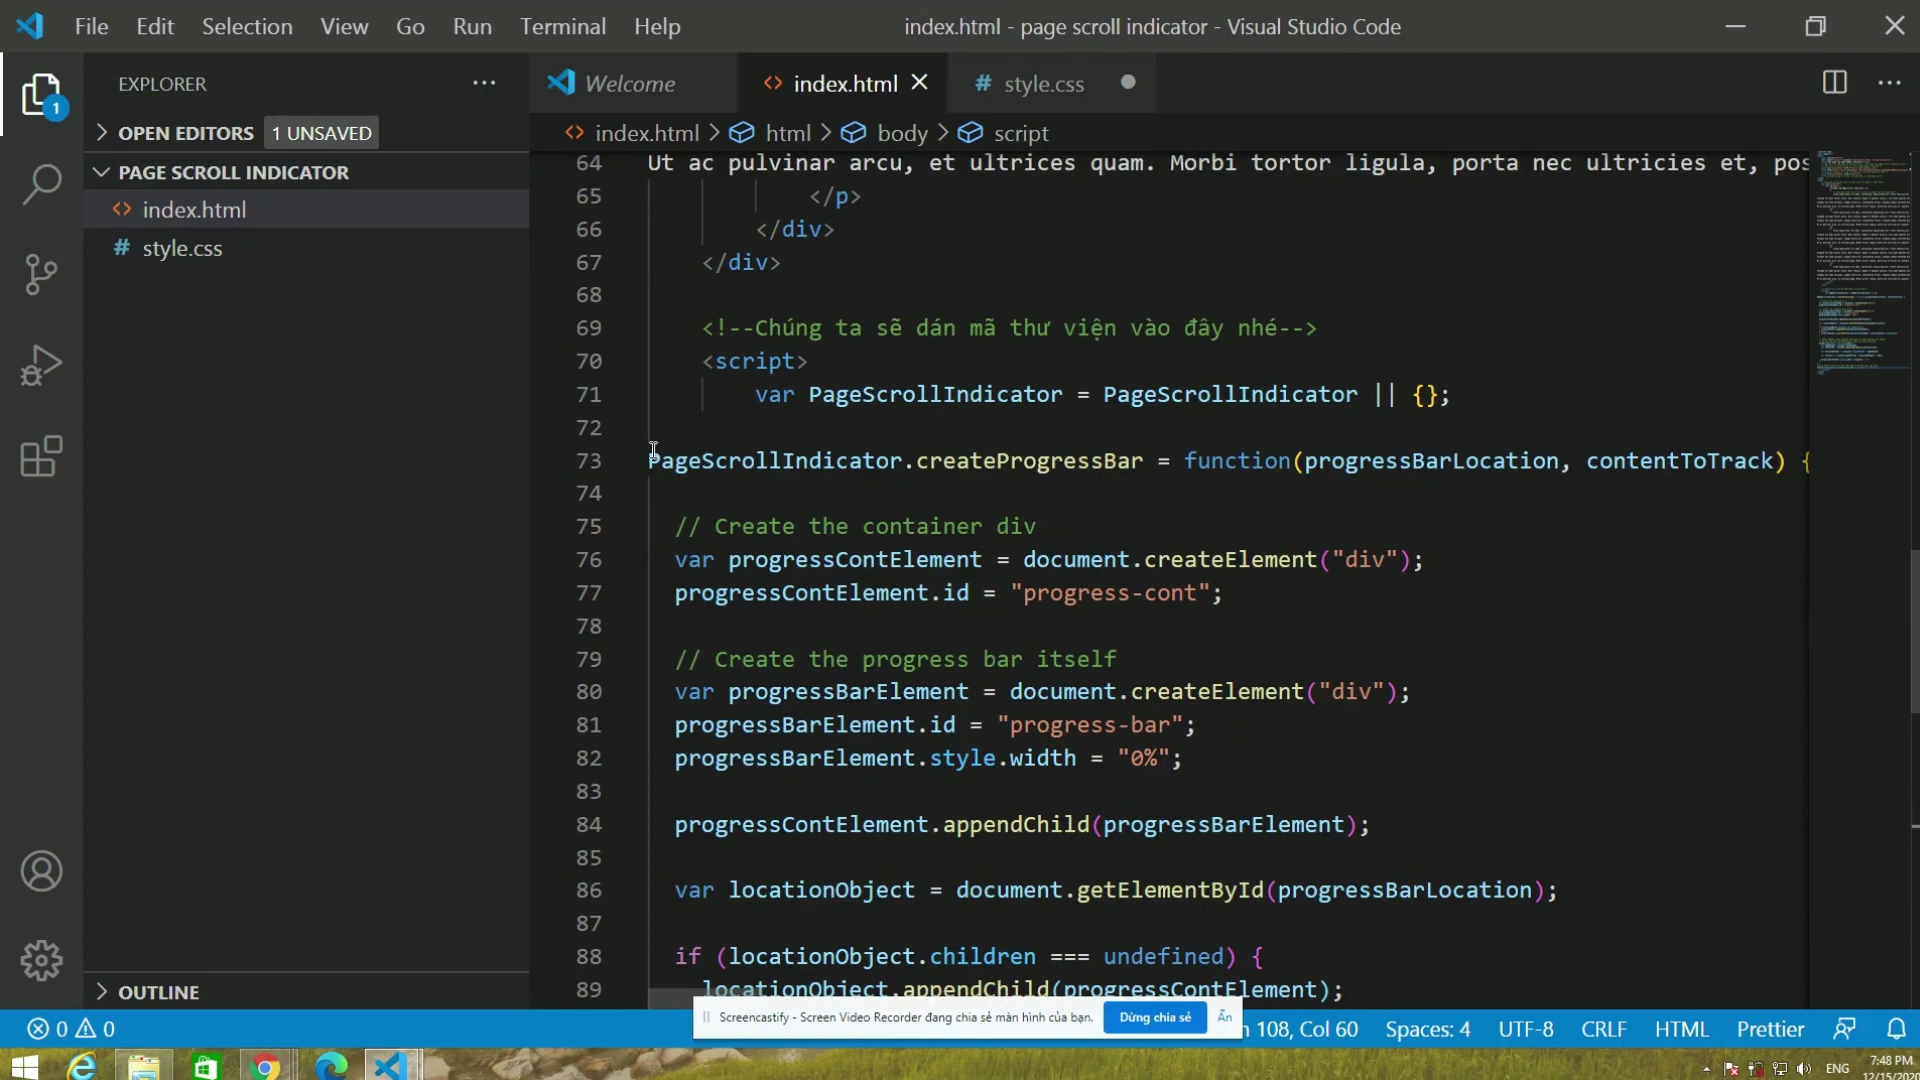 File Edit Selection View Go Run Terminal Help
index.html - page scroll indicator - Visual Studio Code
EXPLORER
Welcome
index.html
# style.css
OPEN EDITORS 1 UNSAVED
index.html > html > body > script
PAGE SCROLL INDICATOR
index.html
# style.css
1
64 Ut ac pulvinar arcu, et ultrices quam. Morbi tortor ligula, porta nec ultricies et, pos
65 </p>
66 </div>
67 </div>
68
69 <!--Chúng ta sẽ dán mã thư viện vào đây nhé-->
70 <script>
71 var PageScrollIndicator = PageScrollIndicator || {};
72
73 PageScrollIndicator.createProgressBar = function(progressBarLocation, contentToTrack) {
74
75 // Create the container div
76 var progressContElement = document.createElement("div");
77 progressContElement.id = "progress-cont";
78
79 // Create the progress bar itself
80 var progressBarElement = document.createElement("div");
81 progressBarElement.id = "progress-bar";
82 progressBarElement.style.width = "0%";
83
84 progressContElement.appendChild(progressBarElement);
85
86 var locationObject = document.getElementById(progressBarLocation);
87
88 if (locationObject.children === undefined) {
89 locationObject.appendChild(progressContElement);
OUTLINE
Screencastify - Screen Video Recorder đang chia sẻ màn hình của bạn. Dừng chia sẻ Ẩn
0 0
108, Col 60 Spaces: 4 UTF-8 CRLF HTML Prettier
ENG
7:48 PM
12/15/2020